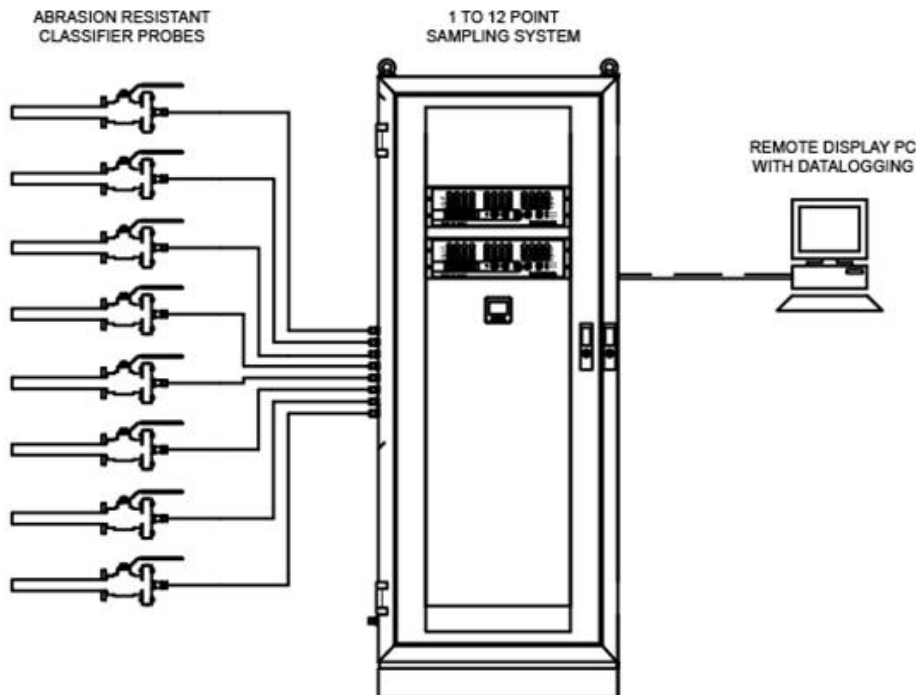 ABRASION RESISTANT
CLASSIFIER PROBES
1 TO 12 POINT
SAMPLING SYSTEM
REMOTE DISPLAY PC
WITH DATALOGGING